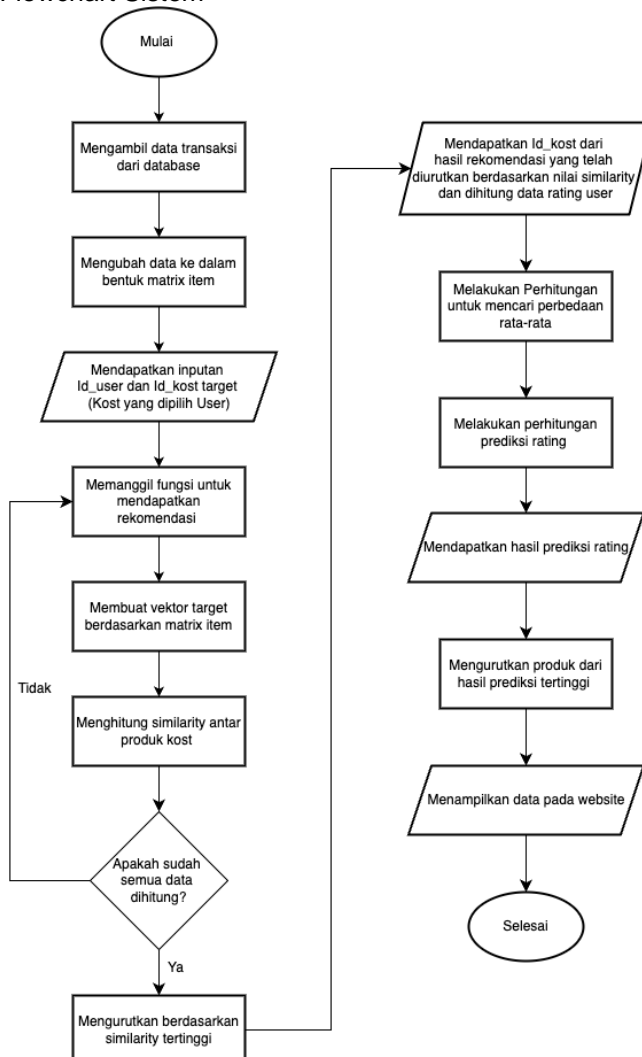 Flowchart Sistem
Mulai
Mengambil data transaksi
dari database
Mengubah data ke dalam
bentuk matrix item
Mendapatkan inputan
Id_user dan Id_kost target
(Kost yang dipilih User)
Memanggil fungsi untuk
mendapatkan
rekomendasi
Membuat vektor target
berdasarkan matrix item
Menghitung similarity antar
produk kost
Apakah sudah
semua data
dihitung?
Tidak
Ya
Mengurutkan berdasarkan
similarity tertinggi
Mendapatkan Id_kost dari
hasil rekomendasi yang telah
diurutkan berdasarkan nilai similarity
dan dihitung data rating user
Melakukan Perhitungan
untuk mencari perbedaan
rata-rata
Melakukan perhitungan
prediksi rating
Mendapatkan hasil prediksi rating
Mengurutkan produk dari
hasil prediksi tertinggi
Menampilkan data pada website
Selesai